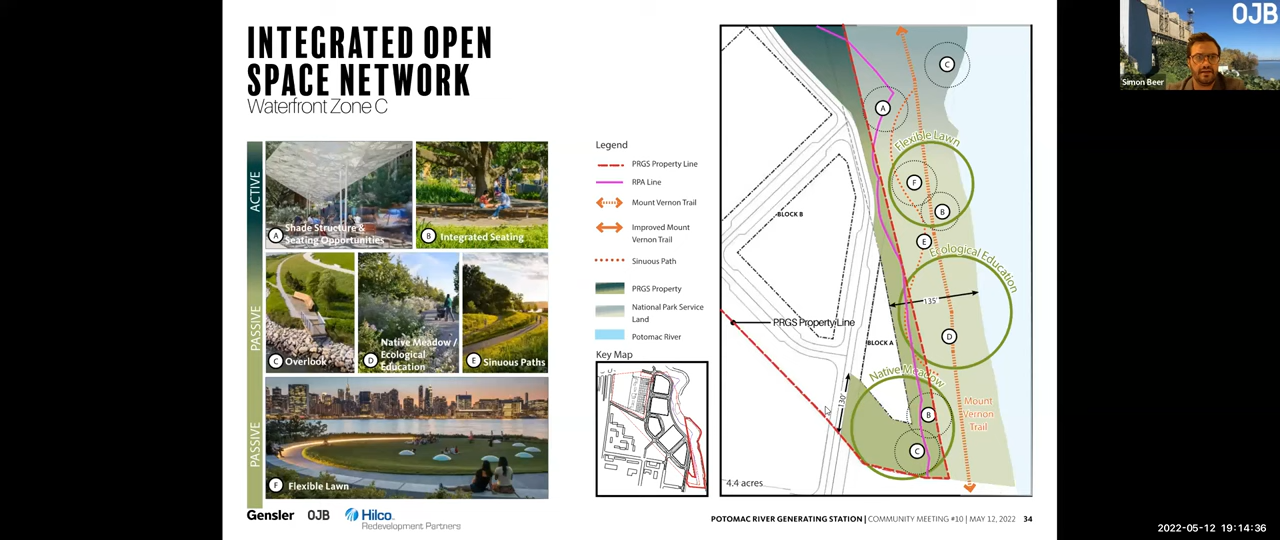 INTEGRATED OPEN
SPACE NETWORK
Waterfront Zone C
ACTIVE
PASSIVE
PASSIVE
A Shade Structure &
Seating Opportunities
B Integrated Seating
C Overlook
D Native Meadow /
Ecological
Education
E Sinuous Paths
F Flexible Lawn
Gensler OJB Hilco
Redevelopment Partners
Legend
PRGS Property Line
RPA Line
Mount Vernon Trail
Improved Mount
Vernon Trail
Sinuous Path
PRGS Property
National Park Service
Land
Potomac River
Key Map
C
A
Flexible Lawn
F
B
BLOCK B
E
Ecological Education
135'
PRGS Property Line
D
BLOCK A
Native Meadow
130'
B
Mount
Vernon
Trail
C
4.4 acres
POTOMAC RIVER GENERATING STATION | COMMUNITY MEETING #10 | MAY 12, 2022 34
OJB
Simon Beer
2022-05-12 19:14:36